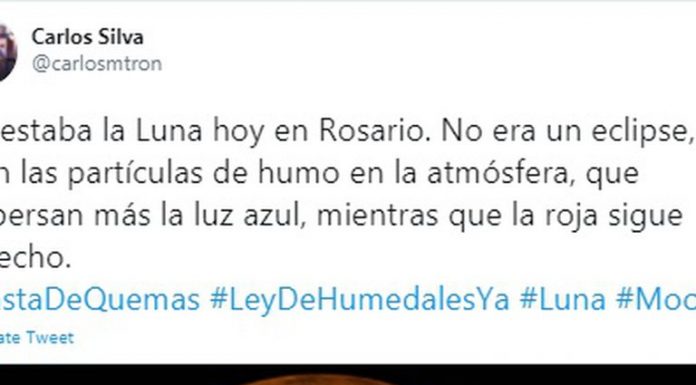 Carlos Silva
@carlosmtron
estaba la Luna hoy en Rosario. No era un eclipse,
las partículas de humo en la atmósfera, que
más la luz azul, mientras que la roja sigue
#LeyDeHumedalesYa #Luna
Tweet